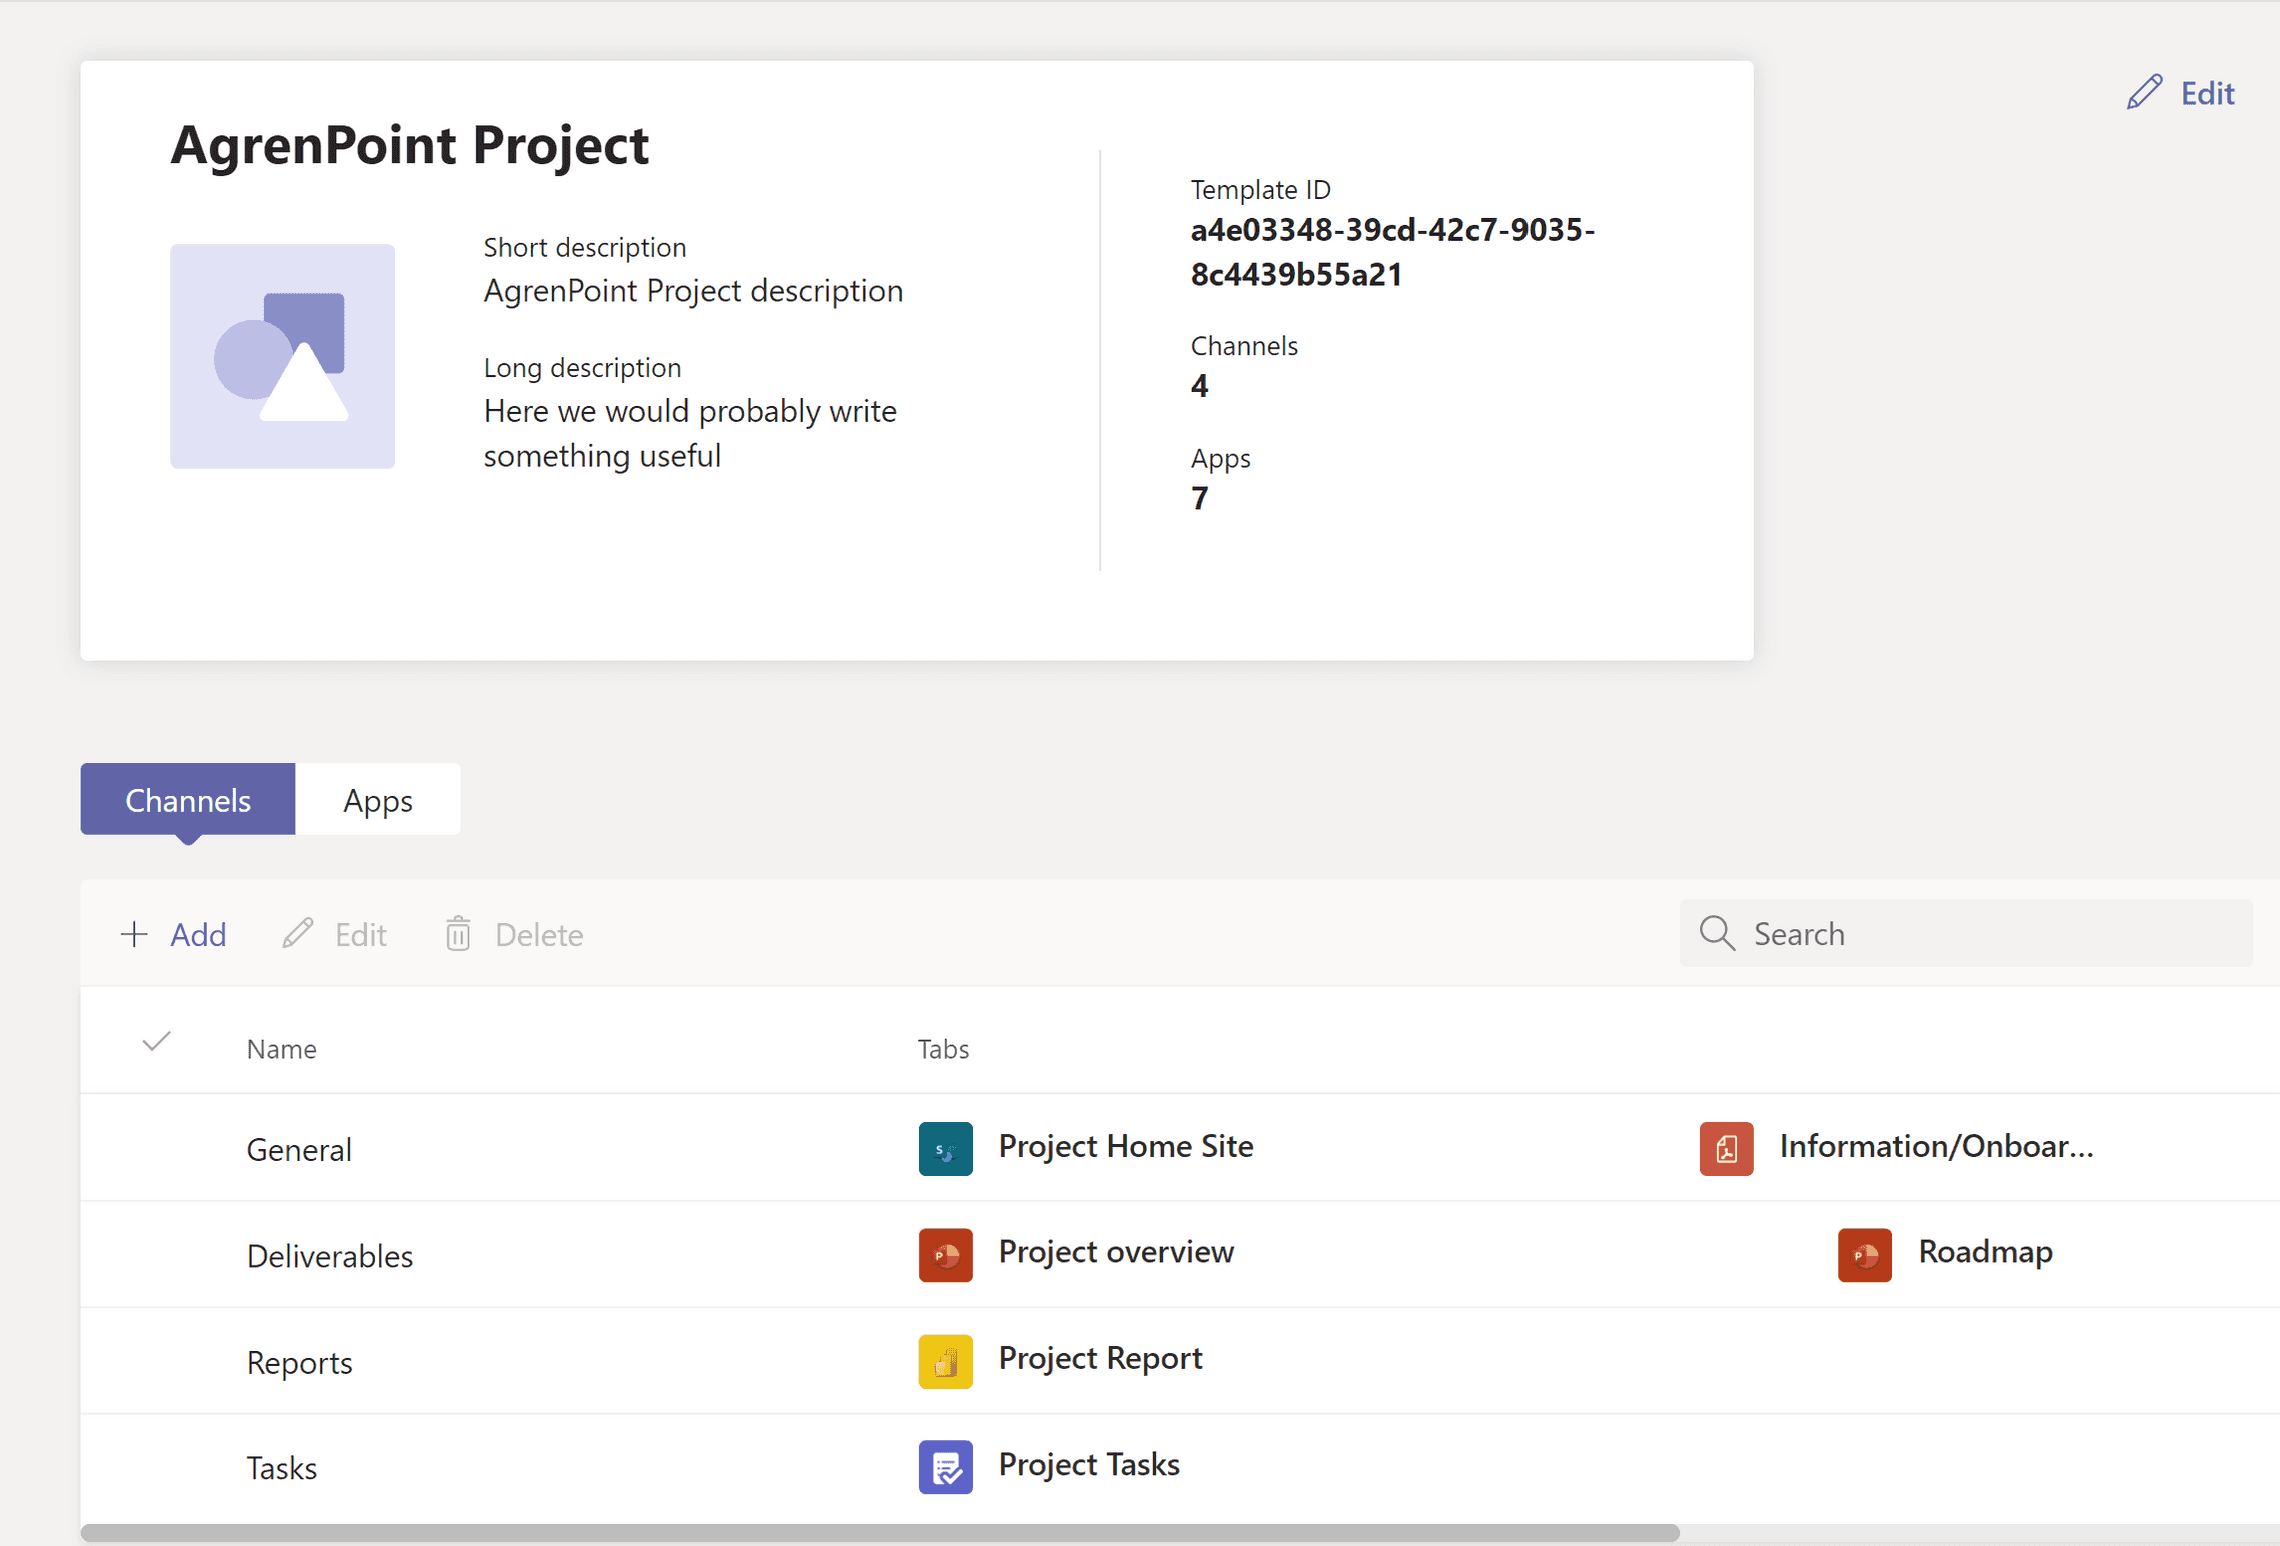 Edit
AgrenPoint Project
Short description
AgrenPoint Project description
Long description
Here we would probably write
something useful
Template ID
a4e03348-39cd-42c7-9035-
8c4439b55a21
Channels
4
Apps
7
Channels Apps
Add Edit Delete Search
Name Tabs
General S Project Home Site Information/Onboar...
Deliverables P Project overview P Roadmap
Reports Project Report
Tasks Project Tasks